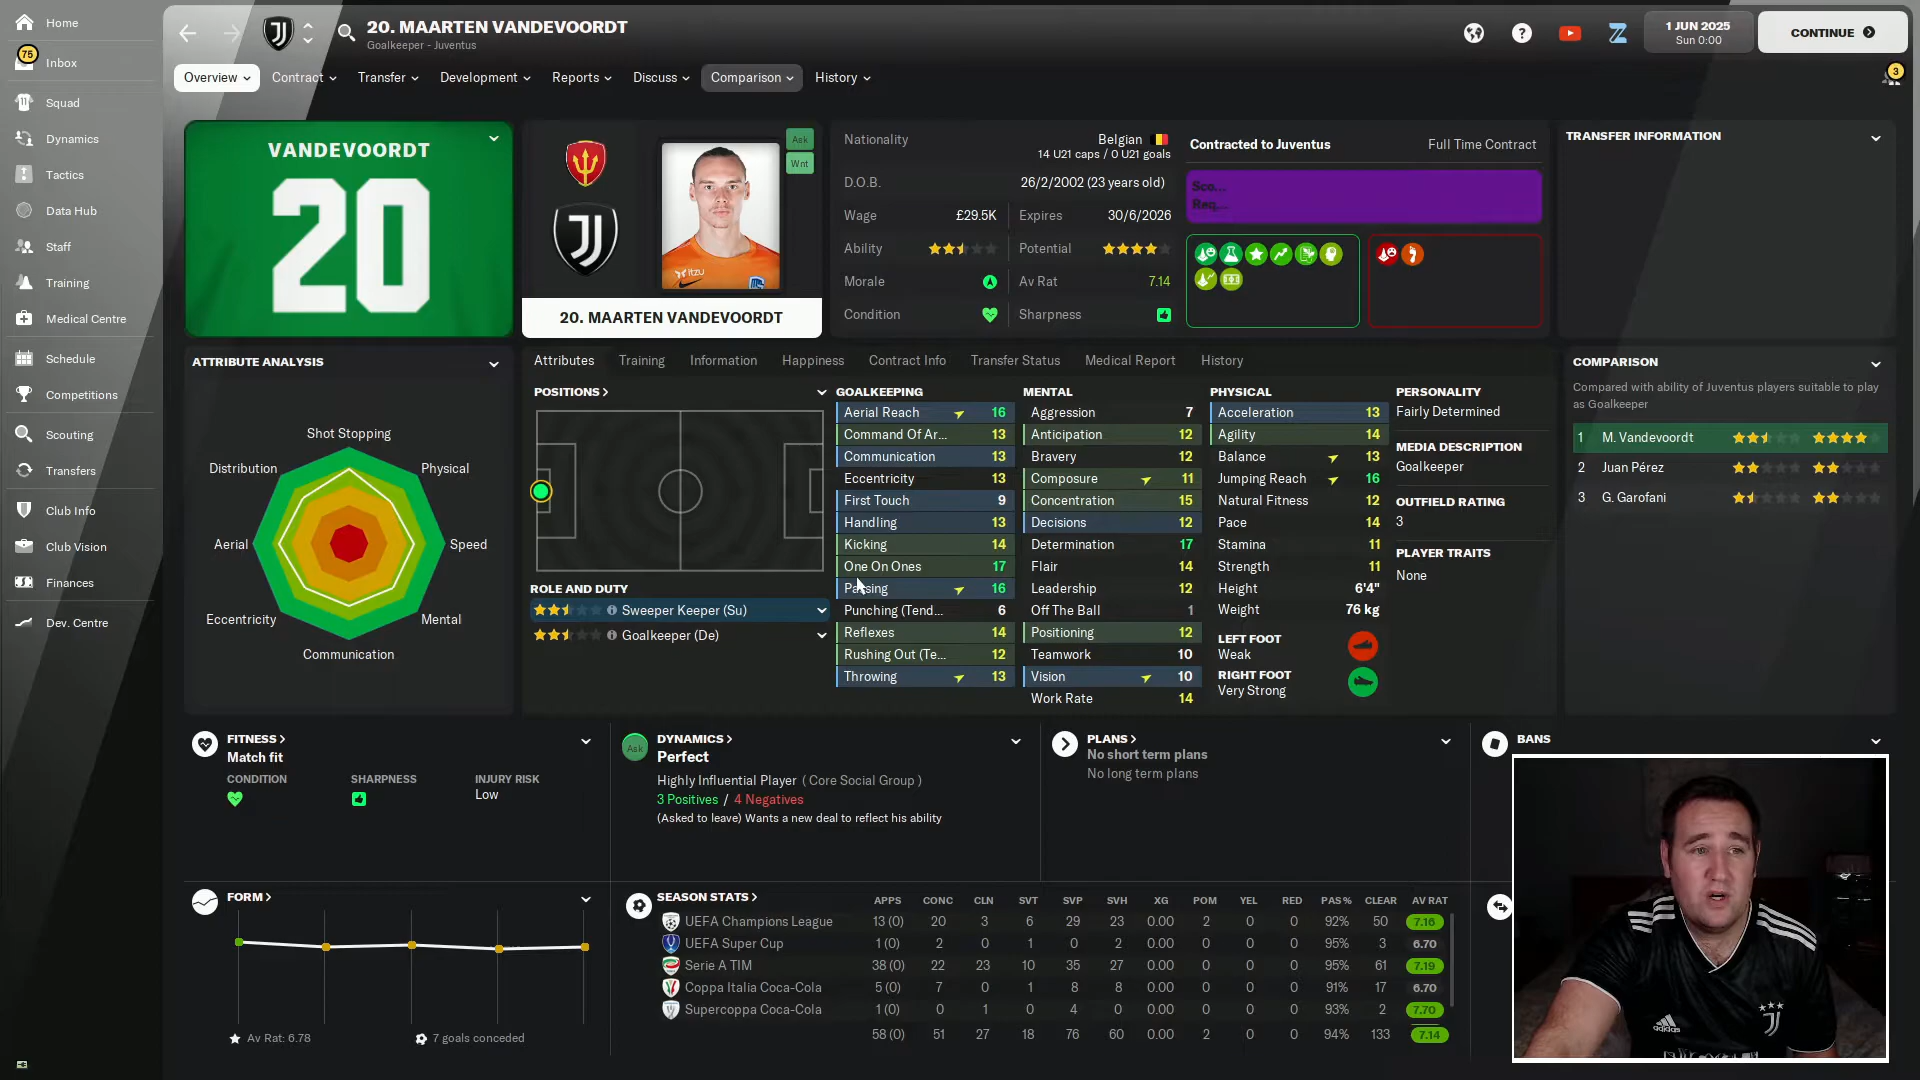 Home
75
Inbox
Squad
Dynamics
Tactics
Data Hub
Staff
Training
Medical Centre
Schedule
Competitions
Scouting
Transfers
Club Info
Club Vision
Finances
Dev. Centre
20. MAARTEN VANDEVOORDT
Goalkeeper - Juventus
1 JUN 2025
Sun 0:00
CONTINUE
3
Overview Contract Transfer Development Reports Discuss Comparison History
VANDEVOORDT
20
Ask
Wnt
itzu
20. MAARTEN VANDEVOORDT
Nationality Belgian
14 U21 caps / 0 U21 goals
D.O.B. 26/2/2002 (23 years old)
Wage £29.5K Expires 30/6/2026
Ability Potential
Morale Av Rat 7.14
Condition Sharpness
Contracted to Juventus Full Time Contract
Sco...
Req...
TRANSFER INFORMATION
ATTRIBUTE ANALYSIS
Shot Stopping
Physical
Speed
Mental
Communication
Eccentricity
Aerial
Distribution
Attributes Training Information Happiness Contract Info Transfer Status Medical Report History
POSITIONS >
ROLE AND DUTY
Sweeper Keeper (Su)
Goalkeeper (De)
GOALKEEPING
Aerial Reach 16
Command Of Ar... 13
Communication 13
Eccentricity 13
First Touch 9
Handling 13
Kicking 14
One On Ones 17
Passing 16
Punching (Tend... 6
Reflexes 14
Rushing Out (Te... 12
Throwing 13
MENTAL
Aggression 7
Anticipation 12
Bravery 12
Composure 11
Concentration 15
Decisions 12
Determination 17
Flair 14
Leadership 12
Off The Ball 1
Positioning 12
Teamwork 10
Vision 10
Work Rate 14
PHYSICAL
Acceleration 13
Agility 14
Balance 13
Jumping Reach 16
Natural Fitness 12
Pace 14
Stamina 11
Strength 11
Height 6'4"
Weight 76 kg
LEFT FOOT
Weak
RIGHT FOOT
Very Strong
PERSONALITY
Fairly Determined
MEDIA DESCRIPTION
Goalkeeper
OUTFIELD RATING
3
PLAYER TRAITS
None
COMPARISON
Compared with ability of Juventus players suitable to play
as Goalkeeper
1 M. Vandevoordt
2 Juan Pérez
3 G. Garofani
FITNESS >
Match fit
CONDITION SHARPNESS INJURY RISK
Low
Ask
DYNAMICS >
Perfect
Highly Influential Player ( Core Social Group )
3 Positives / 4 Negatives
(Asked to leave) Wants a new deal to reflect his ability
PLANS >
No short term plans
No long term plans
BANS
FORM >
Av Rat: 6.78 7 goals conceded
SEASON STATS > APPS CONC CLN SVT SVP SVH XG POM YEL RED PAS % CLEAR AV RAT
UEFA Champions League 13 (0) 20 3 6 29 23 0.00 2 0 0 92% 50 7.16
UEFA Super Cup 1 (0) 2 0 1 0 2 0.00 0 0 0 95% 3 6.70
Serie A TIM 38 (0) 22 23 10 35 27 0.00 0 0 0 95% 61 7.19
Coppa Italia Coca-Cola 5 (0) 7 0 1 8 8 0.00 0 0 0 91% 17 6.70
Supercoppa Coca-Cola 1 (0) 0 1 0 4 0 0.00 0 0 0 93% 2 7.70
58 (0) 51 27 18 76 60 0.00 2 0 0 94% 133 7.14
adidas